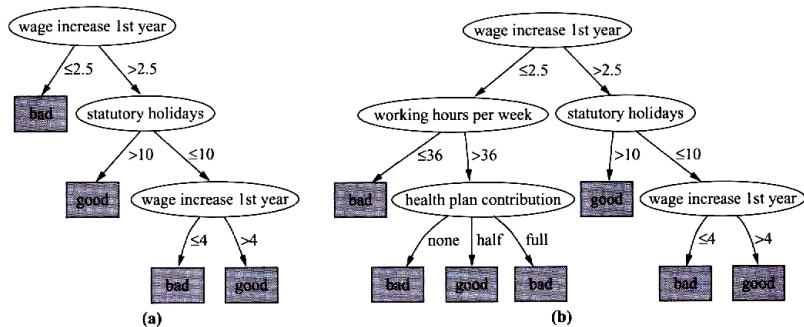 wage increase 1st year
≤2.5
>2.5
bad
statutory holidays
>10
≤10
good
wage increase 1st year
≤4
>4
bad
good
(a)
wage increase 1st year
≤2.5
>2.5
working hours per week
statutory holidays
≤36
>36
>10
≤10
bad
health plan contribution
good
wage increase 1st year
none
half
full
≤4
>4
bad
good
bad
bad
good
(b)